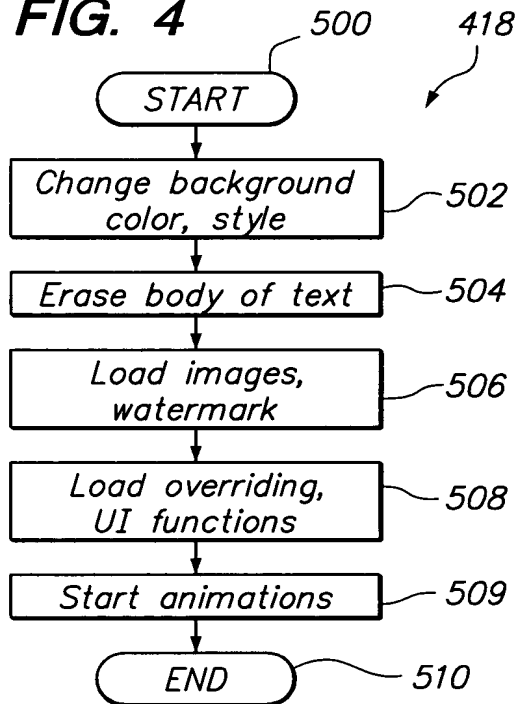 FIG. 4
500
418
START
Change background
color, style
502
Erase body of text
504
Load images,
watermark
506
Load overriding,
UI functions
508
Start animations
509
END
510